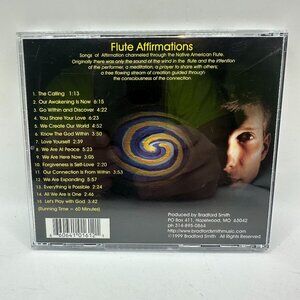 Flute Affirmations
Songs of Affirmation channeled through the Native American Flute.
Originally there was only the sound of the wind in the flute and the intention
of the performer, a meditation, a prayer to share with others;
a free flowing stream of creation guided through
the consciousness of the connection.
1. The Calling 1:13
2. Our Awakening is Now 6:15
3. Go Within and Discover 4:22
4. You Share Your Love 6:23
5. We Create Our World 4:52
6. Know the God Within 3:09
7. Love Yourself 2:39
8. We Are At Peace 5:23
9. We Are Here Now 3:05
10. Forgiveness is Self-Love 2:20
11. Our Connection Is From Within 3:53
12. We Are Expanding 5:57
13. Everything is Possible 2:24
14. All We Are is One 2:46
15. Let's Play with God 3:42
(Running Time = 60 Minutes)
Produced by Bradford Smith
PO Box 411, Hazelwood, MO 63042
ph 314-895-0864
http://www.bradfordsmithmusic.com
©1999 Bradford Smith All Rights Reserved